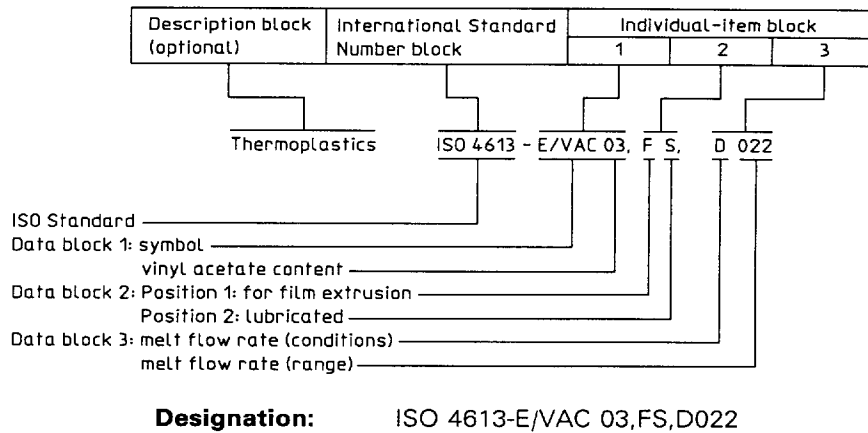 Description block International Standard Individual-item block
(optional) Number block 1 2 3
Thermoplastics ISO 4613 - E/VAC 03, F S, D 022
ISO Standard
Data block 1: symbol
vinyl acetate content
Data block 2: Position 1: for film extrusion
Position 2: lubricated
Data block 3: melt flow rate (conditions)
melt flow rate (range)
Designation: ISO 4613-E/VAC 03,FS,D022